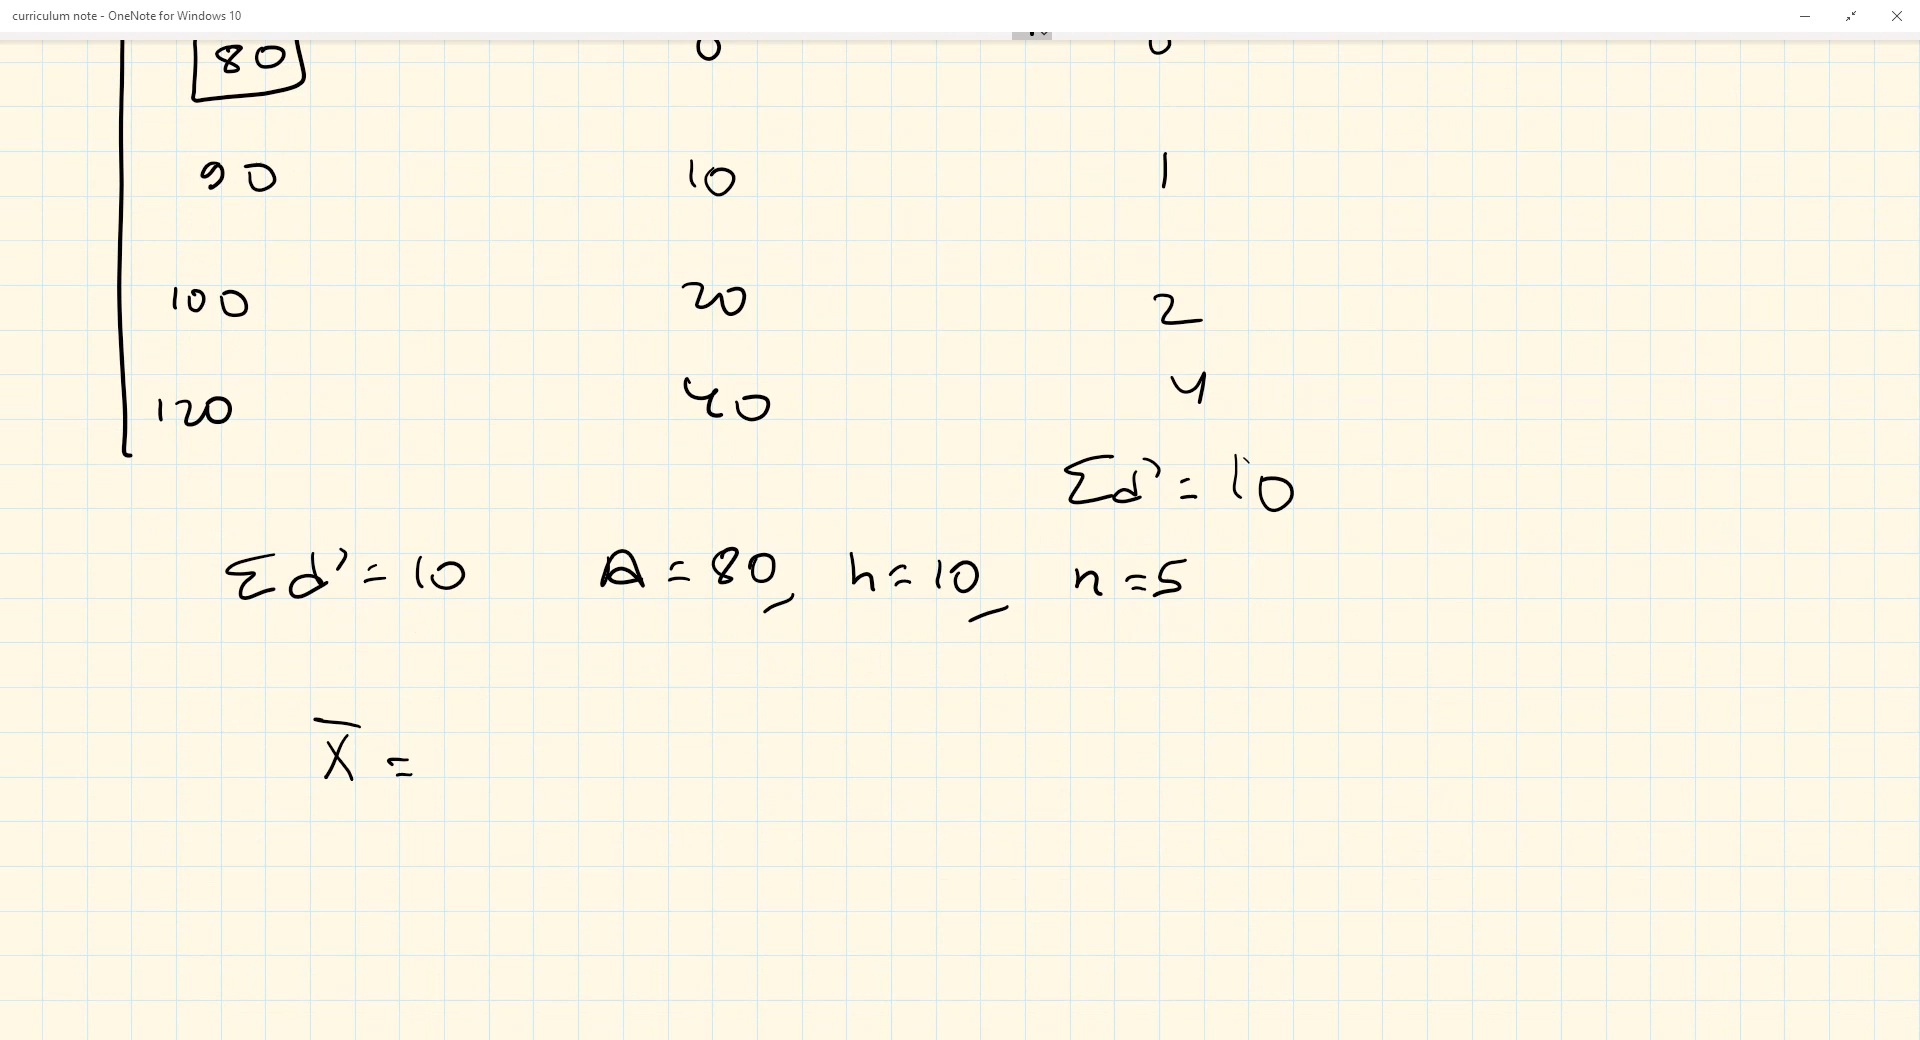 curriculum note - OneNote for Windows 10
80 0 0
90 10 1
100 20 2
120 40 4
Σd' = 10
Σd' = 10 A = 80, h = 10, n = 5
X̅ =